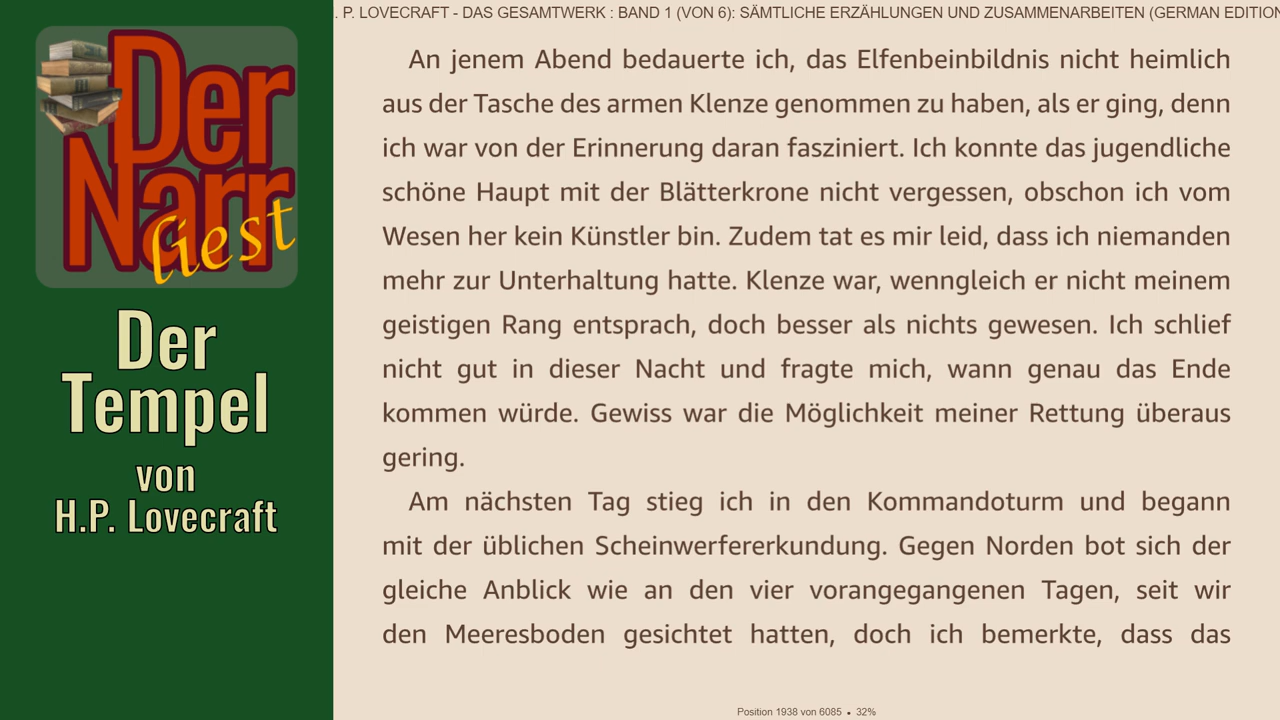 Der
Narr
liest
Der
Tempel
von
H.P. Lovecraft
. P. LOVECRAFT - DAS GESAMTWERK : BAND 1 (VON 6): SÄMTLICHE ERZÄHLUNGEN UND ZUSAMMENARBEITEN (GERMAN EDITION
An jenem Abend bedauerte ich, das Elfenbeinbildnis nicht heimlich
aus der Tasche des armen Klenze genommen zu haben, als er ging, denn
ich war von der Erinnerung daran fasziniert. Ich konnte das jugendliche
schöne Haupt mit der Blätterkrone nicht vergessen, obschon ich vom
Wesen her kein Künstler bin. Zudem tat es mir leid, dass ich niemanden
mehr zur Unterhaltung hatte. Klenze war, wenngleich er nicht meinem
geistigen Rang entsprach, doch besser als nichts gewesen. Ich schlief
nicht gut in dieser Nacht und fragte mich, wann genau das Ende
kommen würde. Gewiss war die Möglichkeit meiner Rettung überaus
gering.
Am nächsten Tag stieg ich in den Kommandoturm und begann
mit der üblichen Scheinwerfererkundung. Gegen Norden bot sich der
gleiche Anblick wie an den vier vorangegangenen Tagen, seit wir
den Meeresboden gesichtet hatten, doch ich bemerkte, dass das
Position 1938 von 6085 • 32%